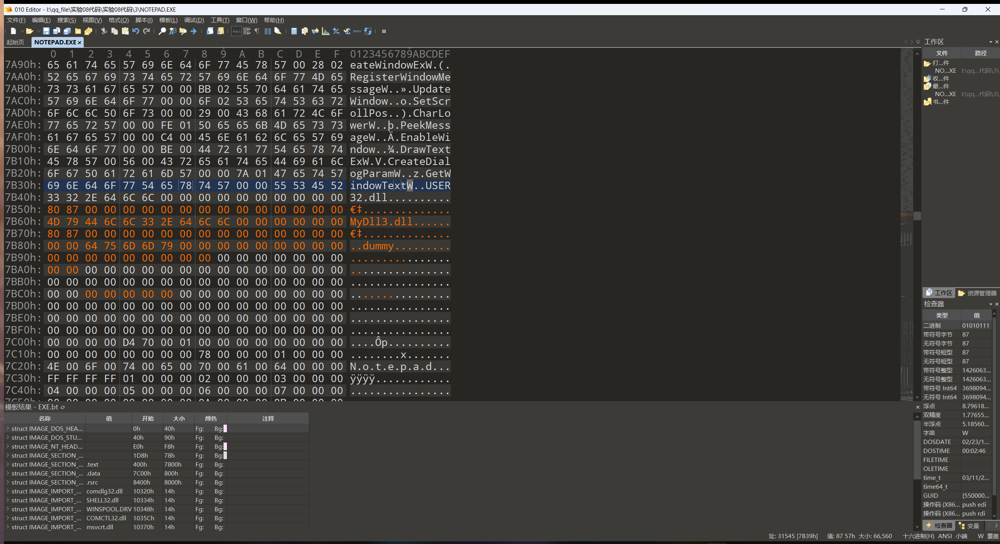 010 Editor - I:\qq_file\实验08代码\实验08代码\3\NOTEPAD.EXE
文件(F) 编辑(E) 搜索(S) 视图(V) 格式(O) 脚本(I) 模板(L) 调试(D) 工具(T) 窗口(W) 帮助(H)
起始页 NOTEPAD.EXE
0 1 2 3 4 5 6 7 8 9 A B C D E F 0123456789ABCDEF
7A90h: 65 61 74 65 57 69 6E 64 6F 77 45 78 57 00 28 02 eateWindowExW.(.
7AA0h: 52 65 67 69 73 74 65 72 57 69 6E 64 6F 77 4D 65 RegisterWindowMe
7AB0h: 73 73 61 67 65 57 00 00 BB 02 55 70 64 61 74 65 ssageW..».Update
7AC0h: 57 69 6E 64 6F 77 00 00 6F 02 53 65 74 53 63 72 Window..o.SetScr
7AD0h: 6F 6C 6C 50 6F 73 00 00 29 00 43 68 61 72 4C 6F ollPos..).CharLo
7AE0h: 77 65 72 57 00 00 FE 01 50 65 65 6B 4D 65 73 73 werW..þ.PeekMess
7AF0h: 61 67 65 57 00 00 C4 00 45 6E 61 62 6C 65 57 69 ageW..Ä.EnableWi
7B00h: 6E 64 6F 77 00 00 BE 00 44 72 61 77 54 65 78 74 ndow..¾.DrawText
7B10h: 45 78 57 00 56 00 43 72 65 61 74 65 44 69 61 6C ExW.V.CreateDial
7B20h: 6F 67 50 61 72 61 6D 57 00 00 7A 01 47 65 74 57 ogParamW..z.GetW
7B30h: 69 6E 64 6F 77 54 65 78 74 57 00 00 55 53 45 52 indowTextW..USER
7B40h: 33 32 2E 64 6C 6C 00 00 00 00 00 00 00 00 00 00 32.dll..........
7B50h: 80 87 00 00 00 00 00 00 00 00 00 00 00 00 00 00 €‡..............
7B60h: 4D 79 44 6C 6C 33 2E 64 6C 6C 00 00 00 00 00 00 MyDll3.dll......
7B70h: 80 87 00 00 00 00 00 00 00 00 00 00 00 00 00 00 €‡..............
7B80h: 00 00 64 75 6D 6D 79 00 00 00 00 00 00 00 00 00 ..dummy.........
7B90h: 00 00 00 00 00 00 00 00 00 00 00 00 00 00 00 00 ................
7BA0h: 00 00 00 00 00 00 00 00 00 00 00 00 00 00 00 00 ................
7BB0h: 00 00 00 00 00 00 00 00 00 00 00 00 00 00 00 00 ................
7BC0h: 00 00 00 00 00 00 00 00 00 00 00 00 00 00 00 00 ................
7BD0h: 00 00 00 00 00 00 00 00 00 00 00 00 00 00 00 00 ................
7BE0h: 00 00 00 00 00 00 00 00 00 00 00 00 00 00 00 00 ................
7BF0h: 00 00 00 00 00 00 00 00 00 00 00 00 00 00 00 00 ................
7C00h: 00 00 00 00 D4 70 00 01 00 00 00 00 00 00 00 00 ....Ôp..........
7C10h: 00 00 00 00 00 00 00 00 78 00 00 00 01 00 00 00 ........x.......
7C20h: 4E 00 6F 00 74 00 65 00 70 00 61 00 64 00 00 00 N.o.t.e.p.a.d...
7C30h: FF FF FF FF 01 00 00 00 02 00 00 00 03 00 00 00 ÿÿÿÿ............
7C40h: 04 00 00 00 05 00 00 00 06 00 00 00 07 00 00 00 ................
模板结果 - EXE.bt
名称 值 开始 大小 颜色 注释
struct IMAGE_DOS_HEA... 0h 40h Fg: Bg:
struct IMAGE_DOS_STU... 40h 90h Fg: Bg:
struct IMAGE_NT_HEAD... E0h F8h Fg: Bg:
struct IMAGE_SECTION_... 1D8h 78h Fg: Bg:
struct IMAGE_SECTION_... .text 400h 7800h Fg: Bg:
struct IMAGE_SECTION_... .data 7C00h 800h Fg: Bg:
struct IMAGE_SECTION_... .rsrc 8400h 8000h Fg: Bg:
struct IMAGE_IMPORT_... comdlg32.dll 10320h 14h Fg: Bg:
struct IMAGE_IMPORT_... SHELL32.dll 10334h 14h Fg: Bg:
struct IMAGE_IMPORT_... WINSPOOL.DRV 10348h 14h Fg: Bg:
struct IMAGE_IMPORT_... COMCTL32.dll 1035Ch 14h Fg: Bg:
struct IMAGE_IMPORT_... msvcrt.dll 10370h 14h Fg: Bg:
工作区
文件 路径
打...件
NO...XE I:\qq...代码\3\
收...件
最...件
NO...XE I:\qq...代码\3\
书...件
工作区 资源管理器
检查器
类型 值
二进制 01010111
带符号字节 87
无符号字节 87
带符号短型 87
无符号短型 87
带符号整型 1426063...
无符号整型 1426063...
带符号 Int64 3698094...
无符号 Int64 3698094...
浮点 8.79618...
双精度 1.77655...
半浮点 5.18560...
字串 W
DOSDATE 02/23/1...
DOSTIME 00:02:46
FILETIME
OLETIME
time_t 03/11/2...
time64_t
GUID {550000...
操作码 (X86... push edi
操作码 (X86... push rdi
检查器 变量
址: 31545 [7B39h] 值: 87 57h 大小: 66,560 十六进制(H) ANSI 小端 W 覆盖